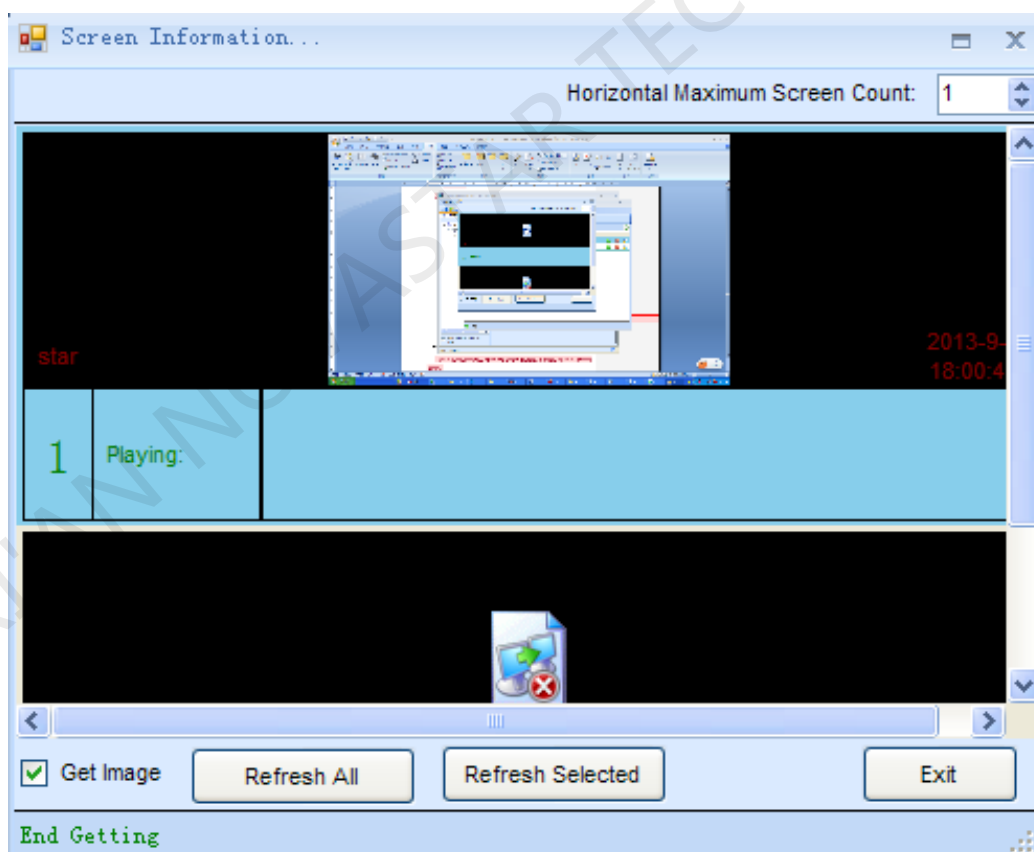 Screen Information...
Horizontal Maximum Screen Count: 1
star
2013-9-
18:00:4
1
Playing:
Get Image
Refresh All
Refresh Selected
Exit
End Getting